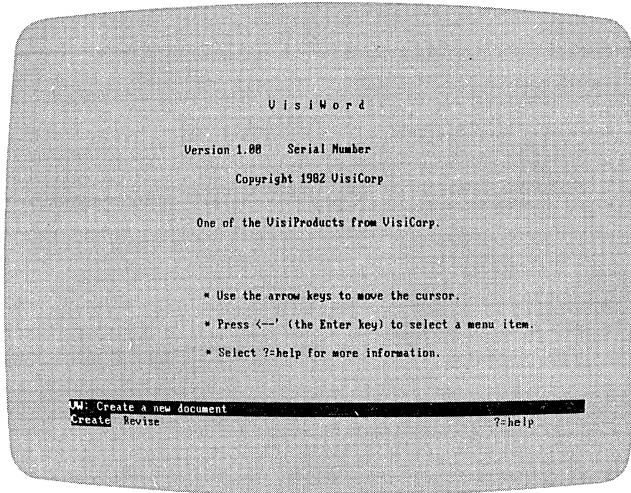 V i s i W o r d
Version 1.00 Serial Number
Copyright 1982 VisiCorp
One of the VisiProducts from VisiCorp.
* Use the arrow keys to move the cursor.
* Press <--' (the Enter key) to select a menu item.
* Select ?=help for more information.
VW: Create a new document
Create Revise ?=help